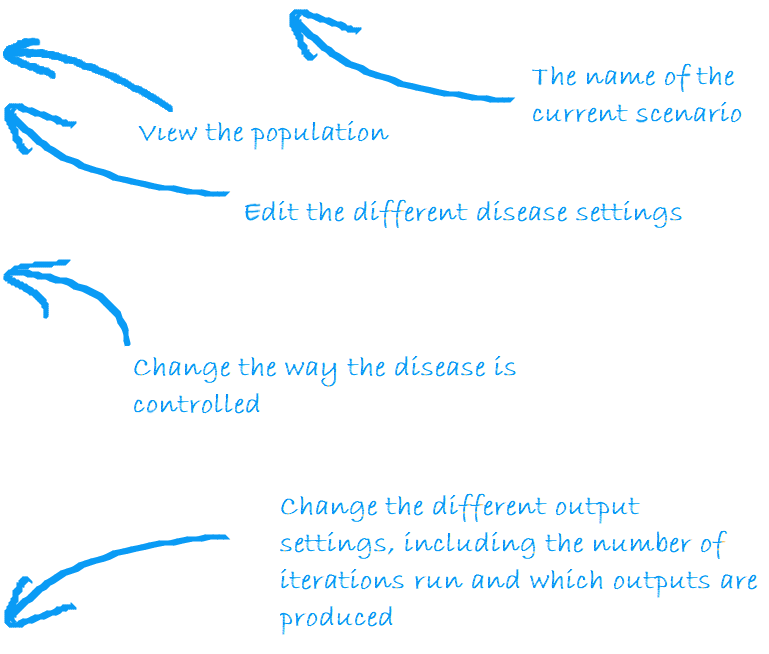 The name of the
current scenario
View the population
Edit the different disease settings
Change the way the disease is
controlled
Change the different output
settings, including the number of
iterations run and which outputs are
produced